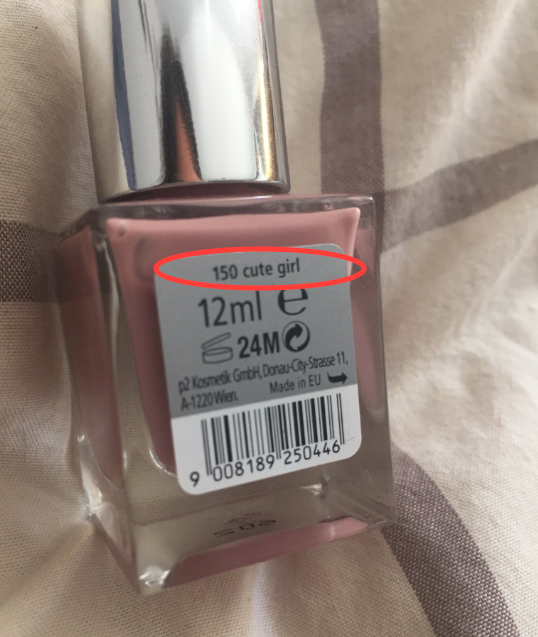 150 cute girl
12ml ℮
24M
p2 Kosmetik GmbH, Donau-City-Strasse 11,
A-1220 Wien. Made in EU
9 008189 250446